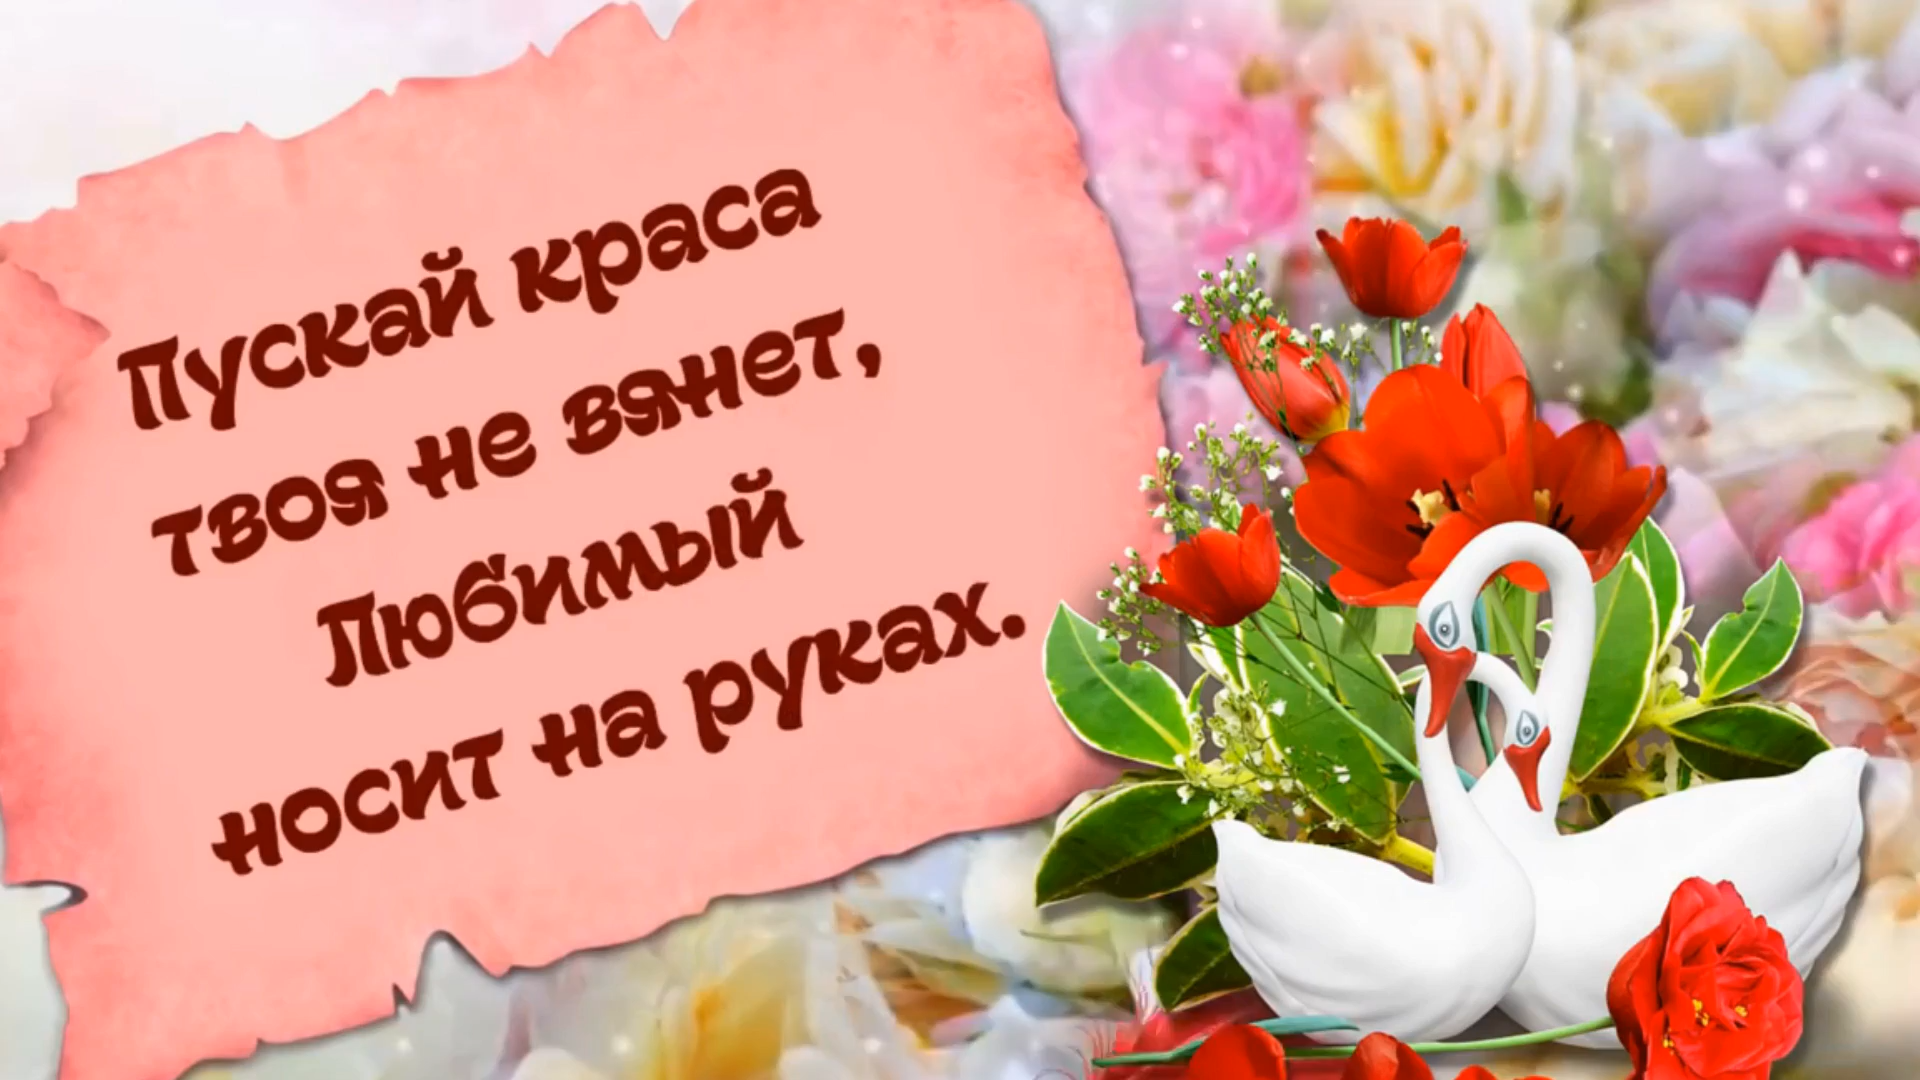 Пускай краса
твоя не вянет,
Любимый
носит на руках.